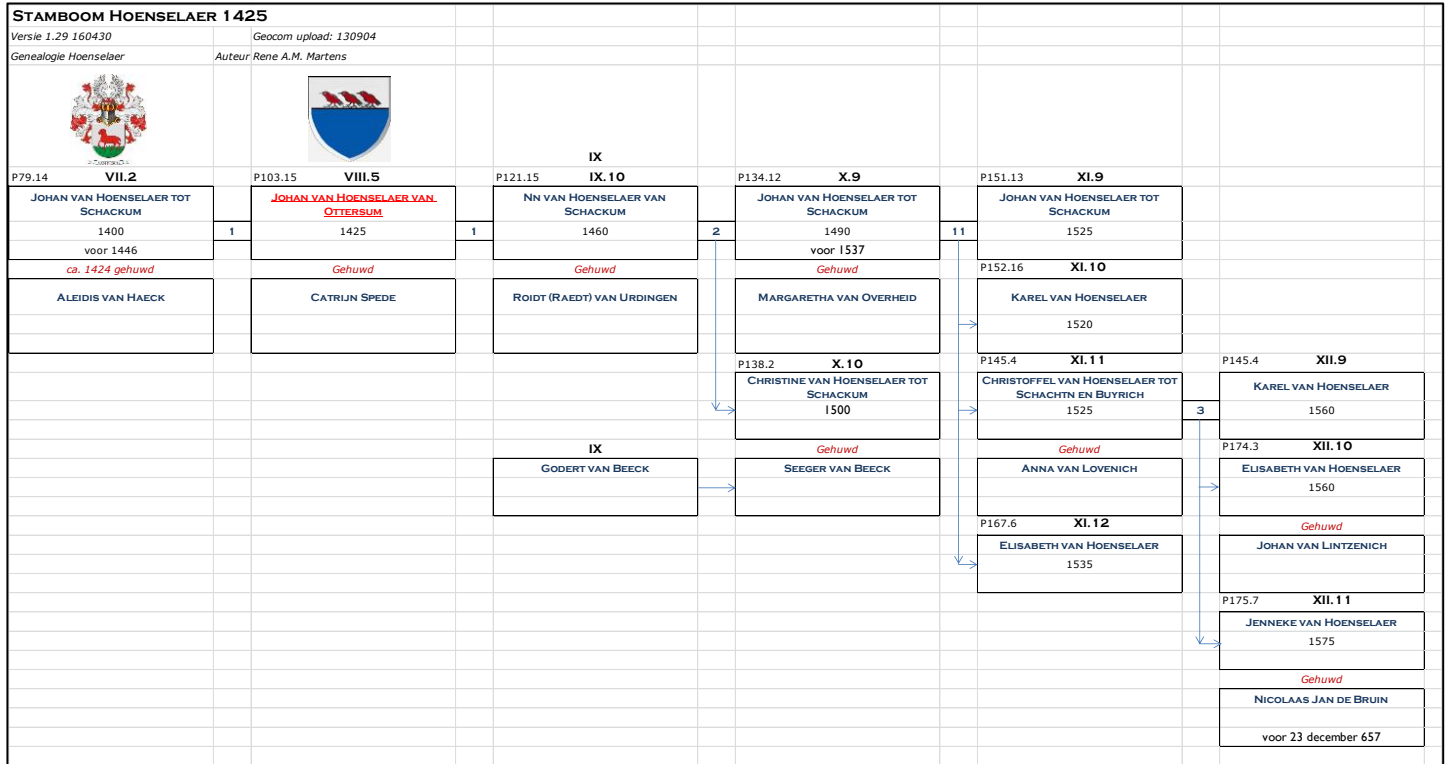 Stamboom Hoenselaer 1425
Versie 1.29 160430 Geocom upload: 130904
Genealogie Hoenselaer Auteur Rene A.M. Martens
IX
P79.14 VII.2 P103.15 VIII.5 P121.15 IX.10 P134.12 X.9 P151.13 XI.9
Johan van Hoenselaer tot
Schackum
1400
voor 1446
ca. 1424 gehuwd
Aleidis van Haeck
1
Johan van Hoenselaer van
Ottersum
1425
Gehuwd
Catrijn Spede
1
Nn van Hoenselaer van
Schackum
1460
Gehuwd
Roidt (Raedt) van Urdingen
2
Johan van Hoenselaer tot
Schackum
1490
voor 1537
Gehuwd
Margaretha van Overheid
11
Johan van Hoenselaer tot
Schackum
1525
P152.16 XI.10
Karel van Hoenselaer
1520
P138.2 X.10
Christine van Hoenselaer tot
Schackum
1500
Gehuwd
Seeger van Beeck
IX
Godert van Beeck
P145.4 XI.11
Christoffel van Hoenselaer tot
Schachtn en Buyrich
1525
Gehuwd
Anna van Lovenich
3
P167.6 XI.12
Elisabeth van Hoenselaer
1535
P145.4 XII.9
Karel van Hoenselaer
1560
P174.3 XII.10
Elisabeth van Hoenselaer
1560
Gehuwd
Johan van Lintzenich
P175.7 XII.11
Jenneke van Hoenselaer
1575
Gehuwd
Nicolaas Jan de Bruin
voor 23 december 657